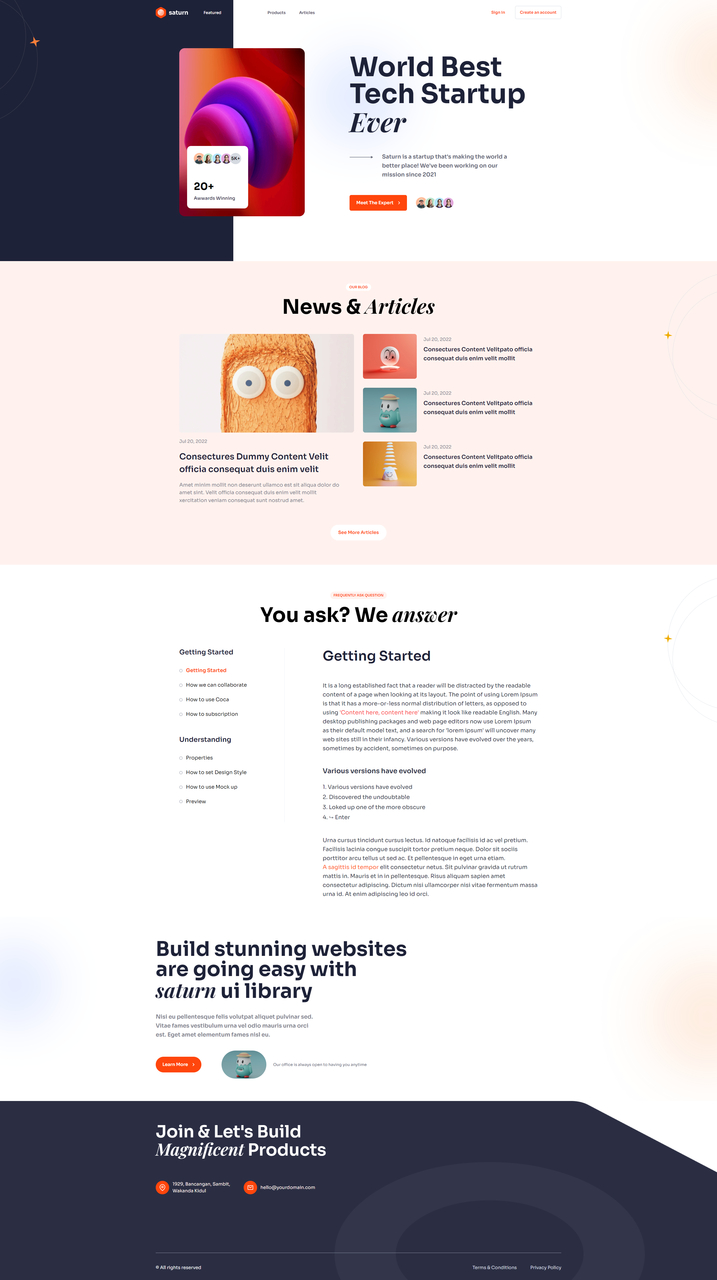 saturn
Featured
Products
Articles
Sign in
Create an account
World Best
Tech Startup
Ever
Saturn is a startup that's making the world a
better place! We've been working on our
mission since 2021
Meet The Expert
5K+
20+
Awwards Winning
OUR BLOG
News & Articles
Jul 20, 2022
Consectures Dummy Content Velit
officia consequat duis enim velit
Amet minim mollit non deserunt ullamco est sit aliqua dolor do
amet sint. Velit officia consequat duis enim velit mollit
xercitation veniam consequat sunt nostrud amet.
Jul 20, 2022
Consectures Content Velitpato officia
consequat duis enim velit mollit
Jul 20, 2022
Consectures Content Velitpato officia
consequat duis enim velit mollit
Jul 20, 2022
Consectures Content Velitpato officia
consequat duis enim velit mollit
See More Articles
FREQUENTLY ASK QUESTION
You ask? We answer
Getting Started
Getting Started
How we can collaborate
How to use Coca
How to subscription
Understanding
Properties
How to set Design Style
How to use Mock up
Preview
Getting Started
It is a long established fact that a reader will be distracted by the readable
content of a page when looking at its layout. The point of using Lorem Ipsum
is that it has a more-or-less normal distribution of letters, as opposed to
using 'Content here, content here' making it look like readable English. Many
desktop publishing packages and web page editors now use Lorem Ipsum
as their default model text, and a search for 'lorem ipsum' will uncover many
web sites still in their infancy. Various versions have evolved over the years,
sometimes by accident, sometimes on purpose.
Various versions have evolved
1. Various versions have evolved
2. Discovered the undoubtable
3. Loked up one of the more obscure
4. ↪ Enter
Urna cursus tincidunt cursus lectus. Id natoque facilisis id ac vel pretium.
Facilisis lacinia congue suscipit tortor pretium neque. Dolor sit sociis
porttitor arcu tellus ut sed ac. Et pellentesque in eget urna etiam.
A sagittis id tempor elit consectetur netus. Sit pulvinar gravida ut rutrum
mattis in. Mauris et in in pellentesque. Risus aliquam sapien amet
consectetur adipiscing. Dictum nisi ullamcorper nisi vitae fermentum massa
urna id. At enim adipiscing leo id orci.
Build stunning websites
are going easy with
saturn ui library
Nisi eu pellentesque felis volutpat aliquet pulvinar sed.
Vitae fames vestibulum urna vel odio mauris urna orci
est. Eget amet elementum fames nisl eu.
Learn More
Our office is always open to having you anytime
Join & Let's Build
Magnificent Products
1929, Bancangan, Sambit,
Wakanda Kidul
hello@yourdomain.com
© All rights reserved
Terms & Conditions
Privacy Policy